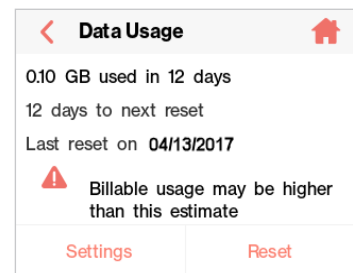 Data Usage
0.10 GB used in 12 days
12 days to next reset
Last reset on 04/13/2017
Billable usage may be higher
than this estimate
Settings Reset